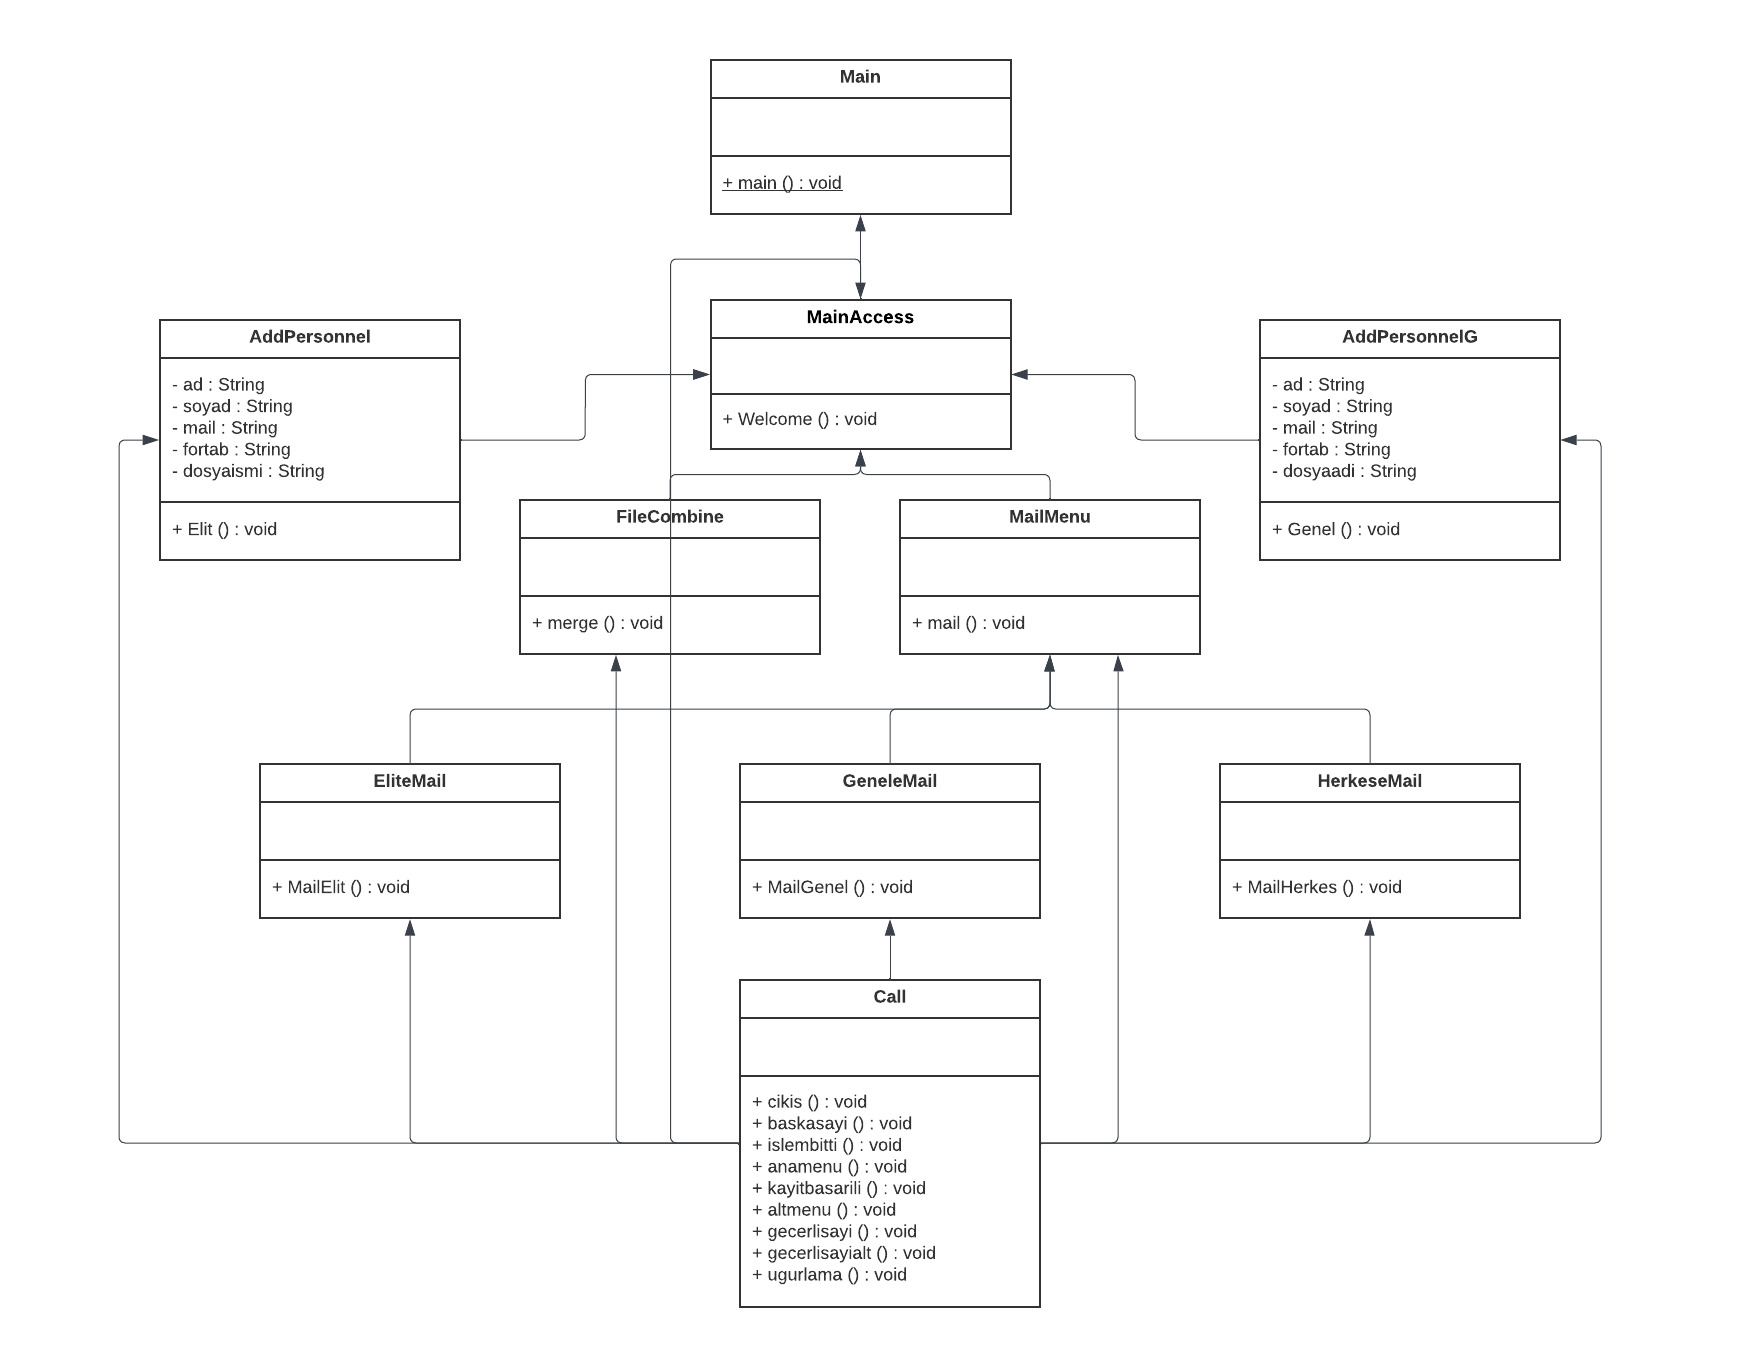 Main
+ main () : void
MainAccess
+ Welcome () : void
AddPersonnel
- ad : String
- soyad : String
- mail : String
- fortab : String
- dosyaismi : String
+ Elit () : void
AddPersonnelG
- ad : String
- soyad : String
- mail : String
- fortab : String
- dosyaadi : String
+ Genel () : void
FileCombine
+ merge () : void
MailMenu
+ mail () : void
EliteMail
+ MailElit () : void
GeneleMail
+ MailGenel () : void
HerkeseMail
+ MailHerkes () : void
Call
+ cikis () : void
+ baskasayi () : void
+ islembitti () : void
+ anamenu () : void
+ kayitbasarili () : void
+ altmenu () : void
+ gecerlisayi () : void
+ gecerlisayialt () : void
+ ugurlama () : void